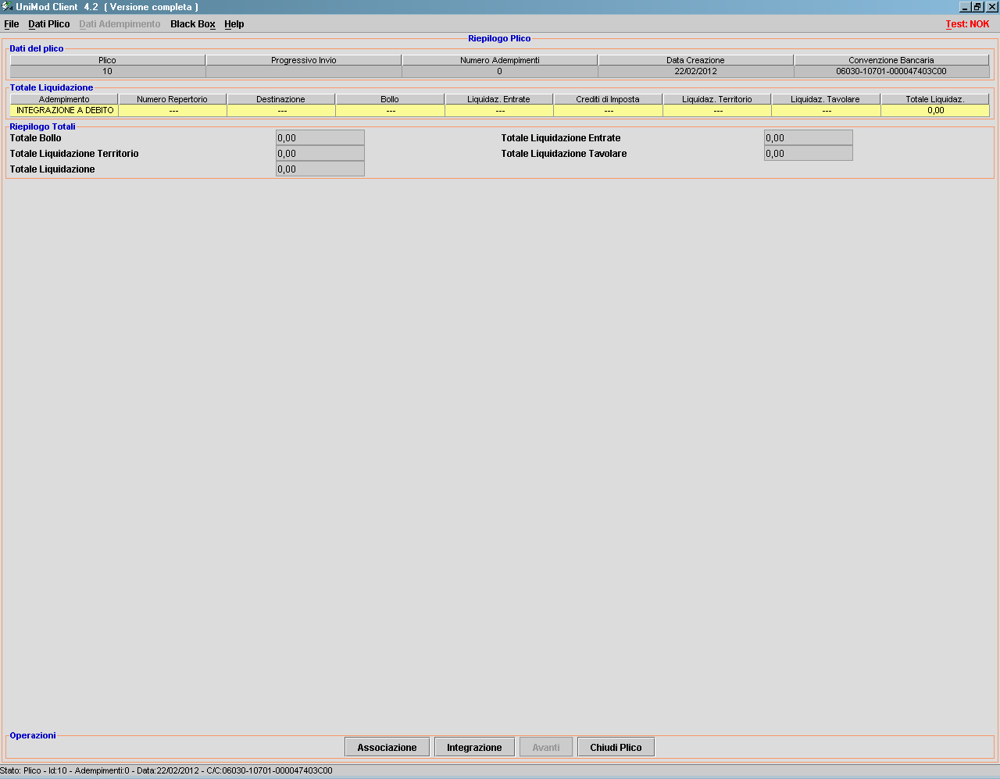 UniMod Client 4.2 ( Versione completa )
File Dati Plico Dati Adempimento Black Box Help Test: NOK
Riepilogo Plico
Dati del plico
Plico Progressivo Invio Numero Adempimenti Data Creazione Convenzione Bancaria
10 0 22/02/2012 06030-10701-000047403C00
Totale Liquidazione
Adempimento Numero Repertorio Destinazione Bollo Liquidaz. Entrate Crediti di Imposta Liquidaz. Territorio Liquidaz. Tavolare Totale Liquidaz.
INTEGRAZIONE A DEBITO --- --- --- --- --- --- --- 0,00
Riepilogo Totali
Totale Bollo 0,00 Totale Liquidazione Entrate 0,00
Totale Liquidazione Territorio 0,00 Totale Liquidazione Tavolare 0,00
Totale Liquidazione 0,00
Operazioni
Associazione Integrazione Avanti Chiudi Plico
Stato: Plico - Id:10 - Adempimenti:0 - Data:22/02/2012 - C/C:06030-10701-000047403C00